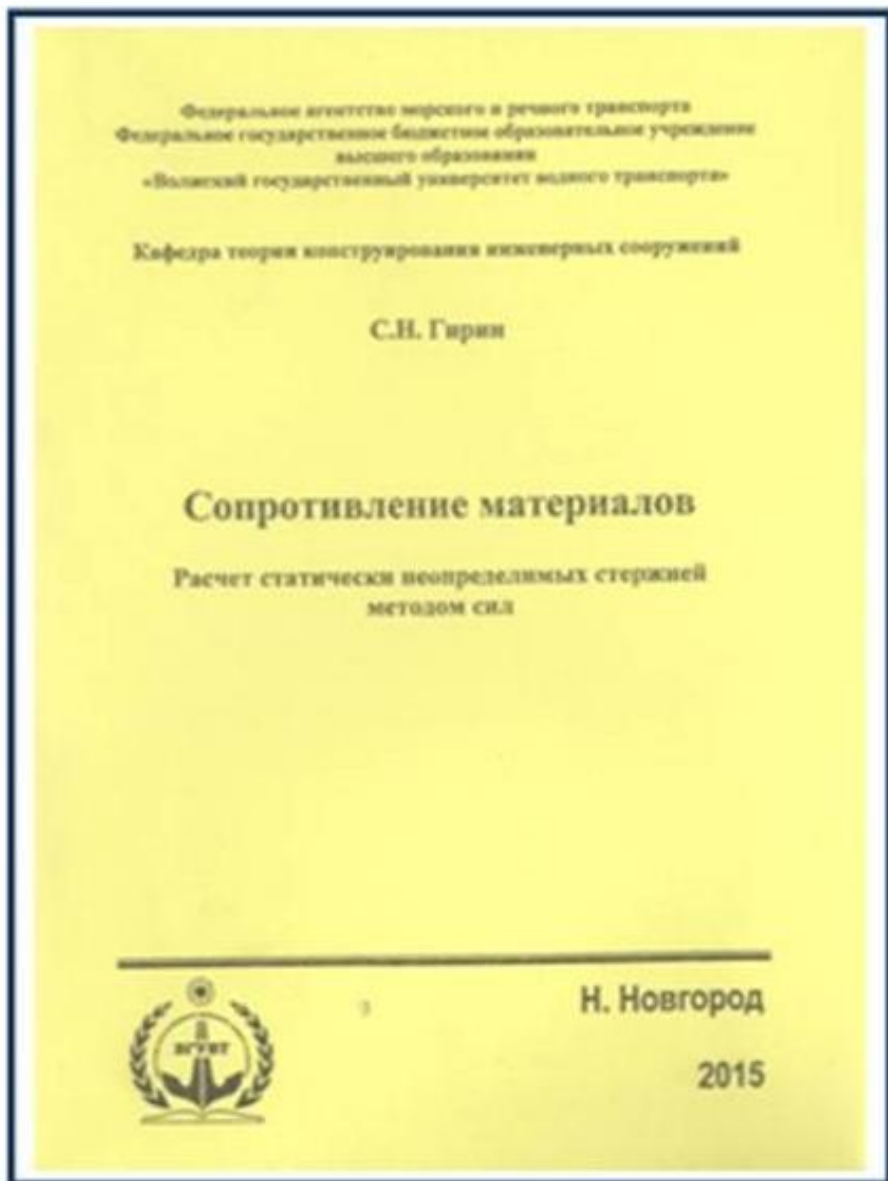 Федеральное агентство морского и речного транспорта
Федеральное государственное бюджетное образовательное учреждение
высшего образования
«Волжский государственный университет водного транспорта»
Кафедра теории конструирования инженерных сооружений
С.Н. Гирин
Сопротивление материалов
Расчет статически неопределимых стержней
методом сил
ВГУВТ
Н. Новгород
2015